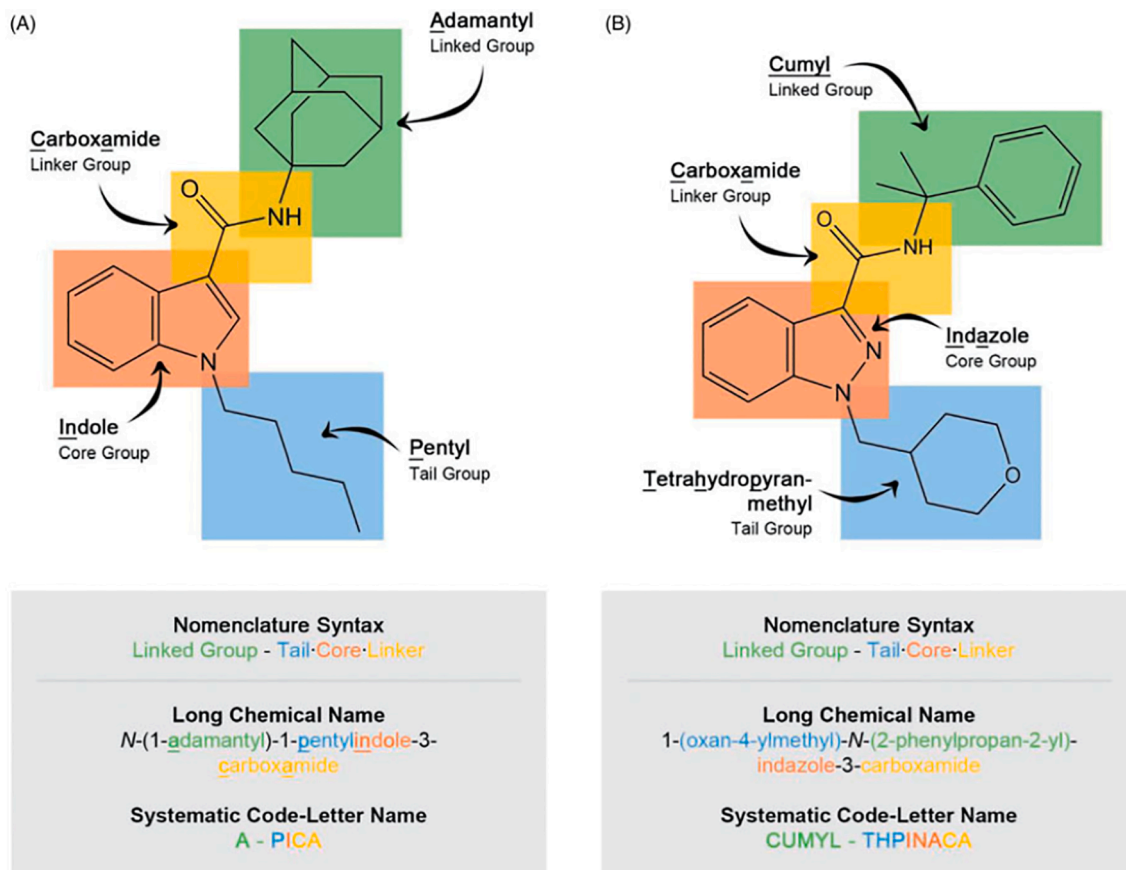 (A)
Adamantyl
Linked Group
Carboxamide
Linker Group
O
NH
N
Indole
Core Group
Pentyl
Tail Group
Nomenclature Syntax
Linked Group - Tail·Core·Linker
Long Chemical Name
N-(1-adamantyl)-1-pentylindole-3-
carboxamide
Systematic Code-Letter Name
A - PICA
(B)
Cumyl
Linked Group
Carboxamide
Linker Group
O
NH
N
N
Indazole
Core Group
O
Tetrahydropyran-
methyl
Tail Group
Nomenclature Syntax
Linked Group - Tail·Core·Linker
Long Chemical Name
1-(oxan-4-ylmethyl)-N-(2-phenylpropan-2-yl)-
indazole-3-carboxamide
Systematic Code-Letter Name
CUMYL - THPINACA